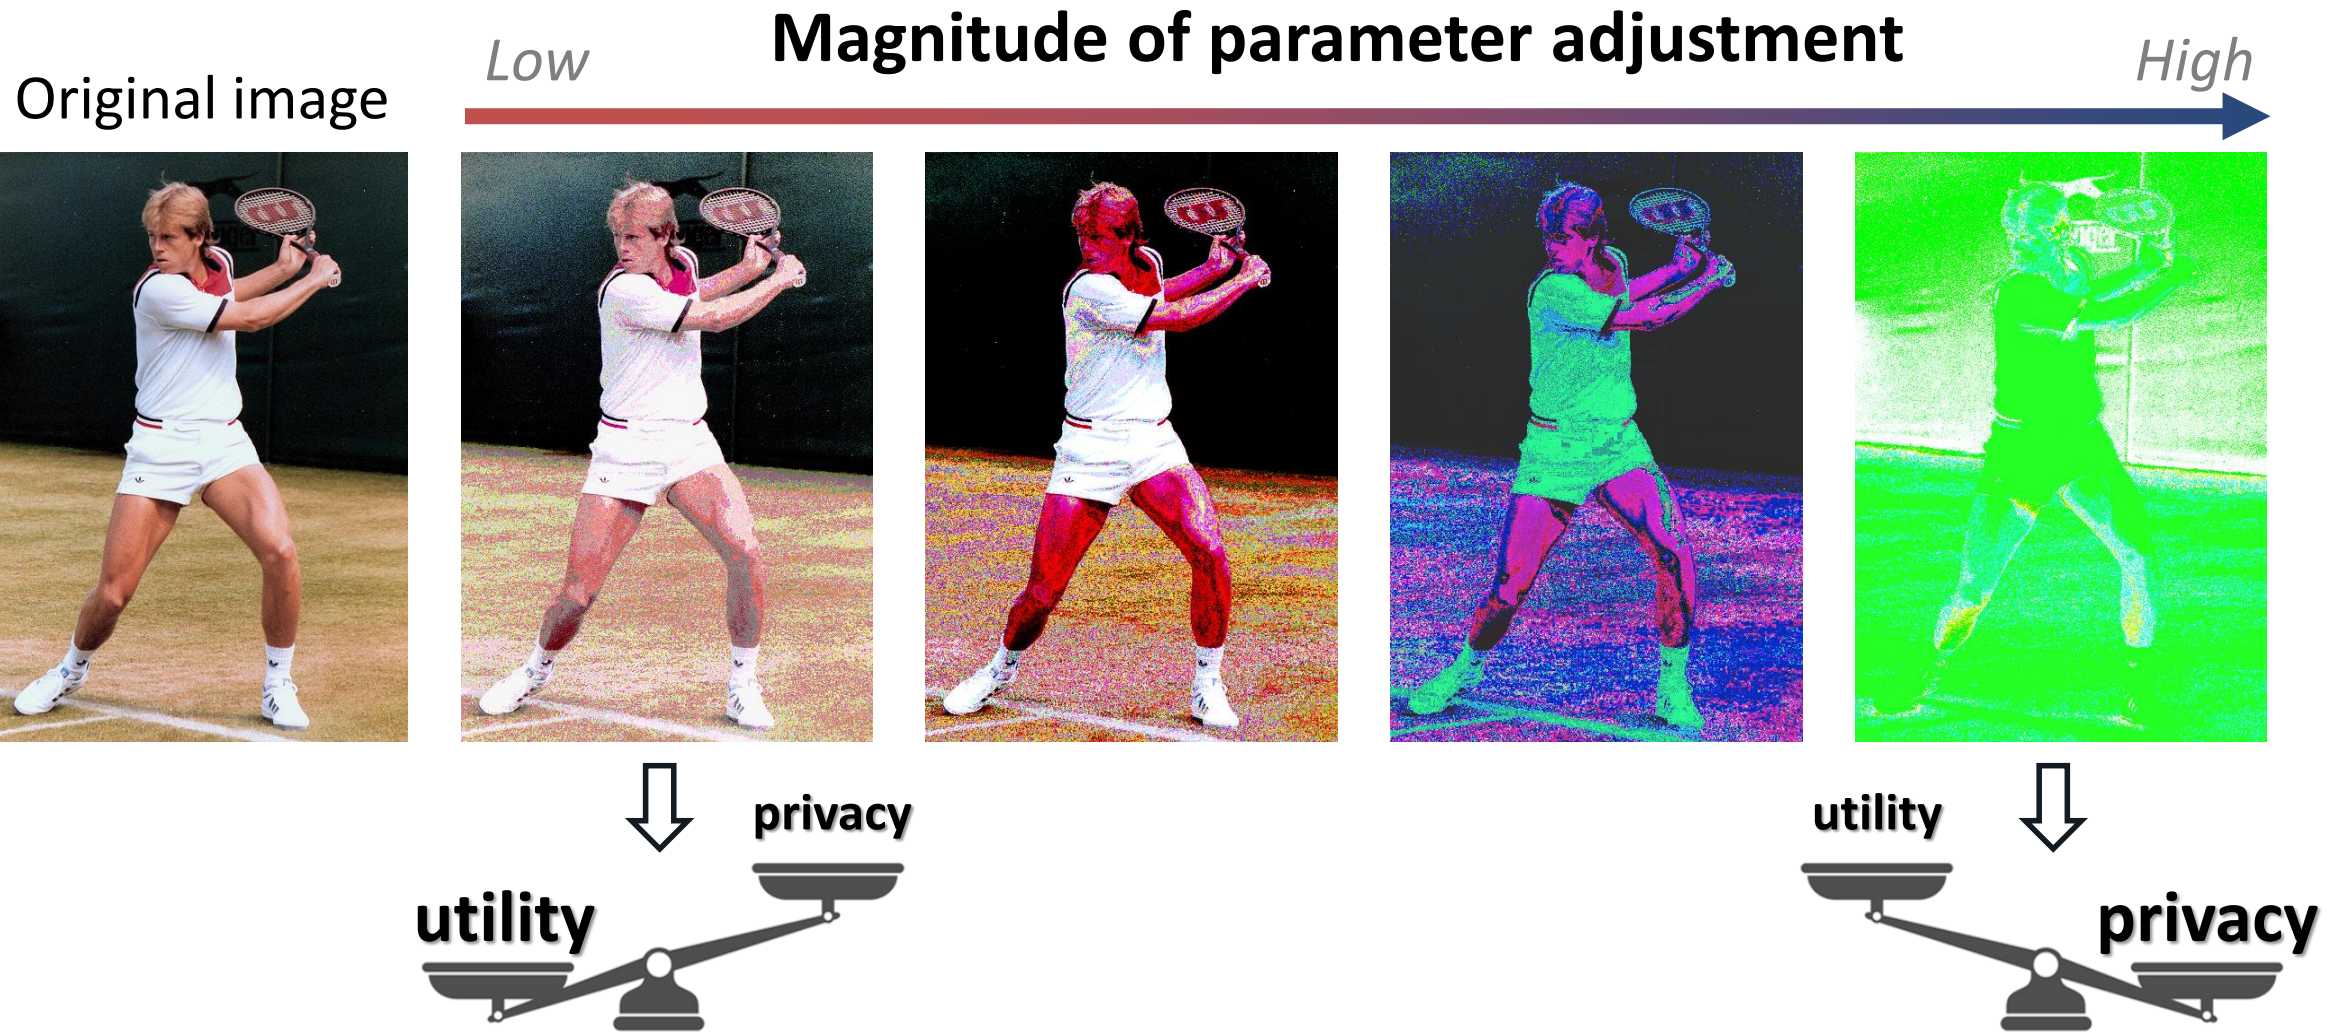 Magnitude of parameter adjustment
Low
High
Original image
privacy
utility
utility
privacy